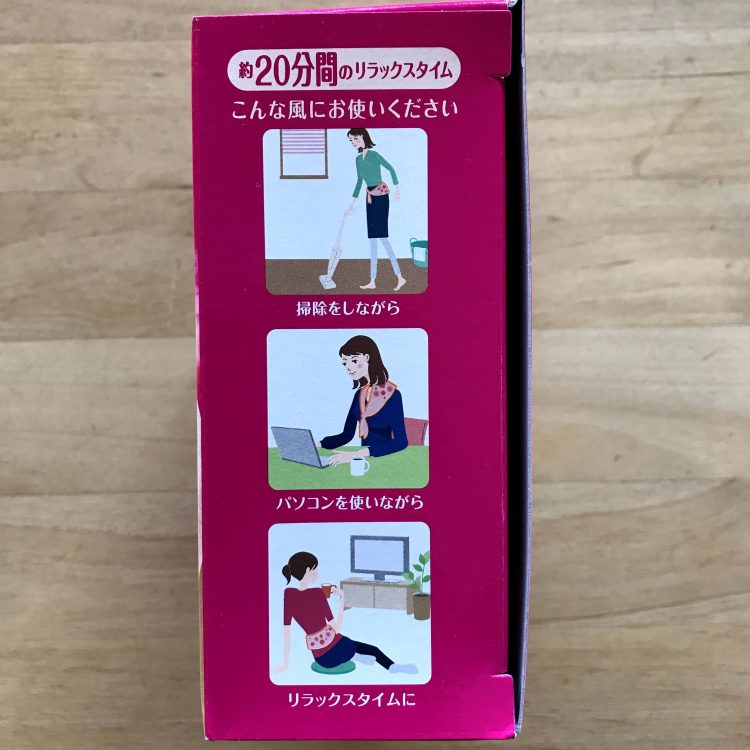 約20分間のリラックスタイム
こんな風にお使いください
掃除をしながら
パソコンを使いながら
リラックスタイムに